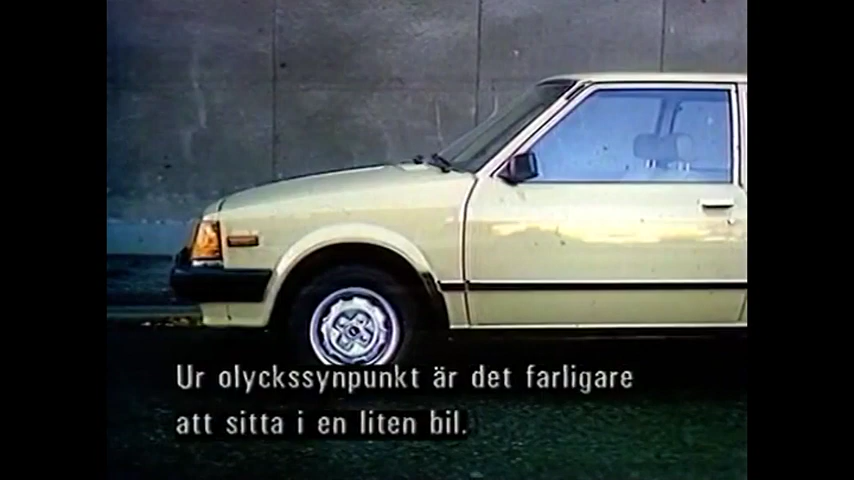 Ur olyckssynpunkt är det farligare
att sitta i en liten bil.